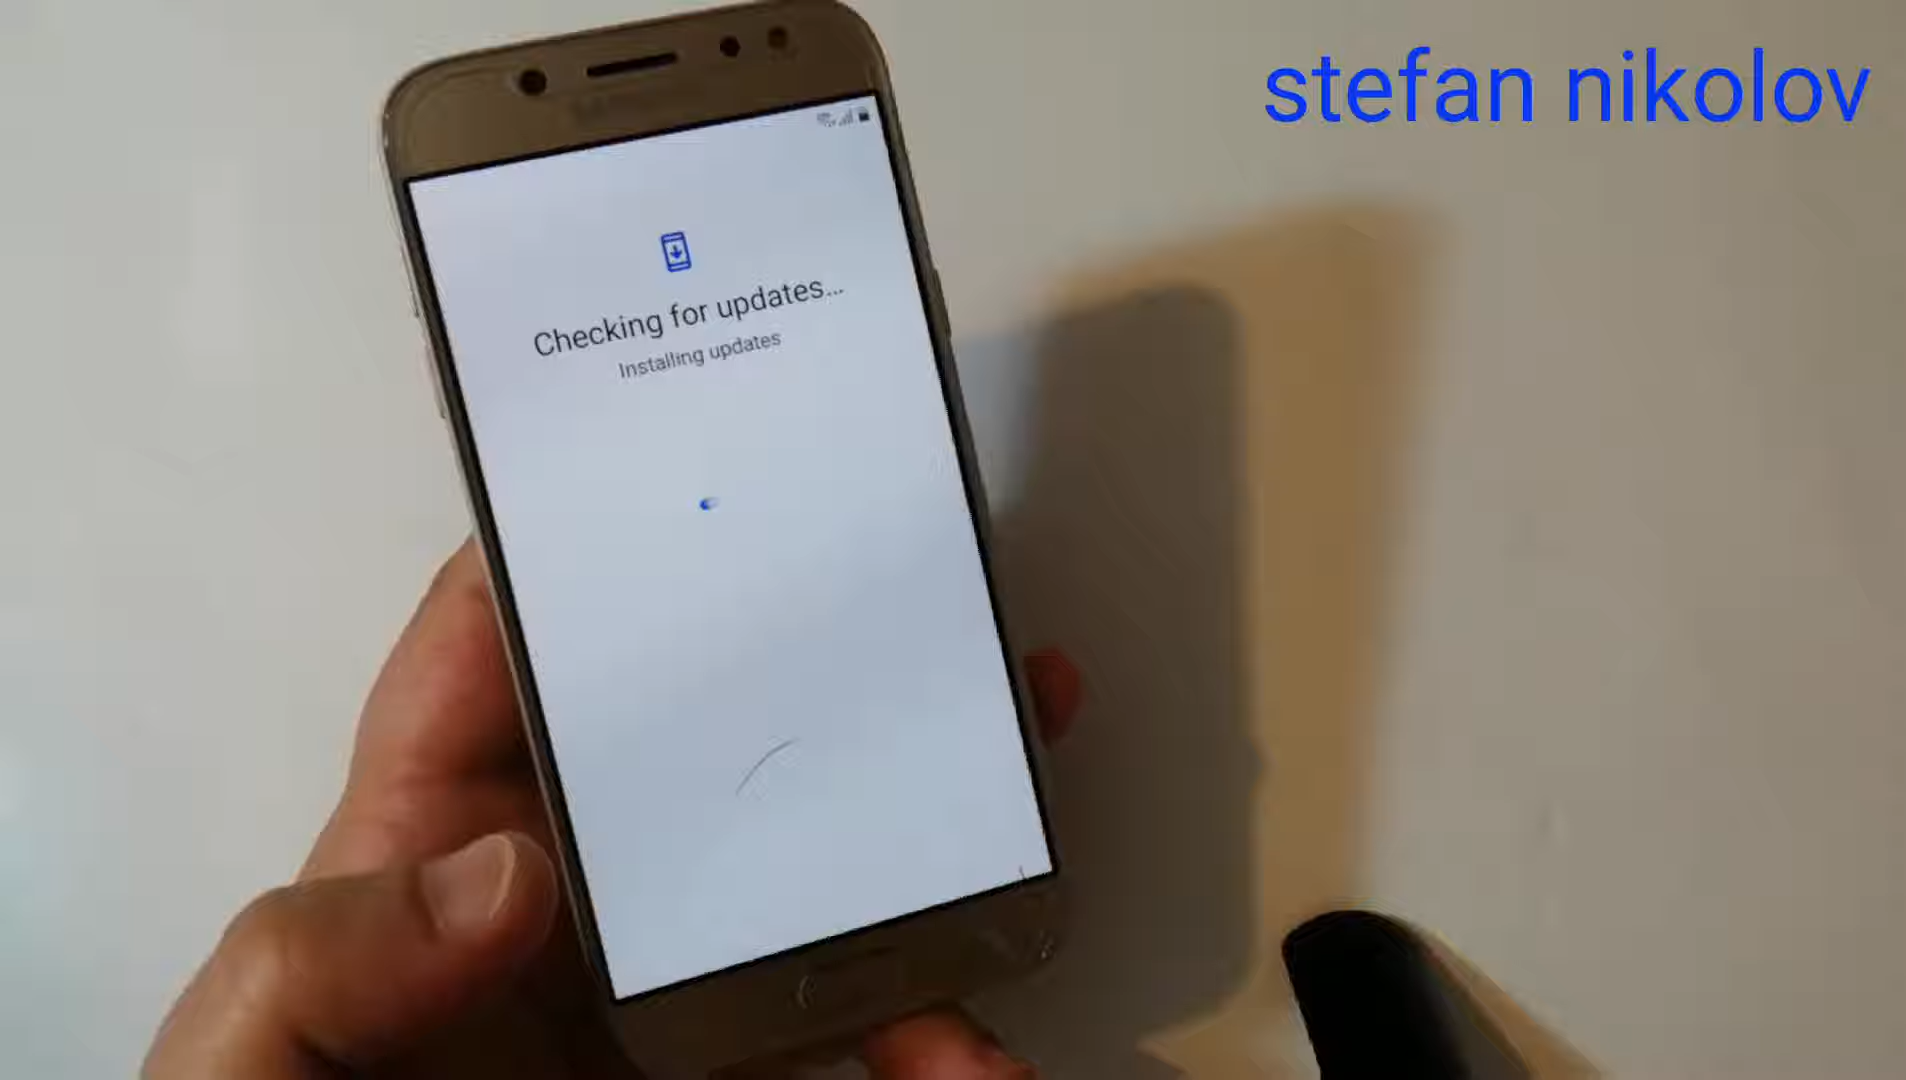 stefan nikolov
Checking for updates...
Installing updates